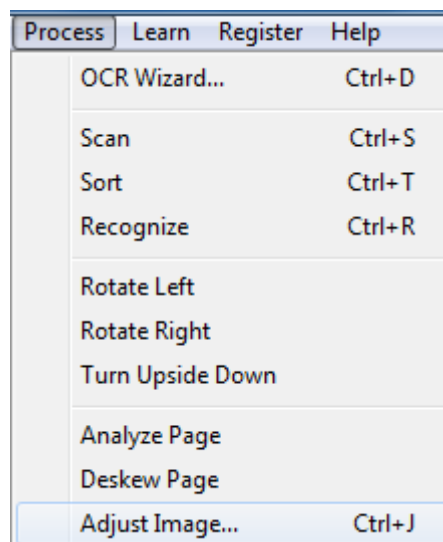 Process Learn Register Help
OCR Wizard... Ctrl+D
Scan Ctrl+S
Sort Ctrl+T
Recognize Ctrl+R
Rotate Left
Rotate Right
Turn Upside Down
Analyze Page
Deskew Page
Adjust Image... Ctrl+J